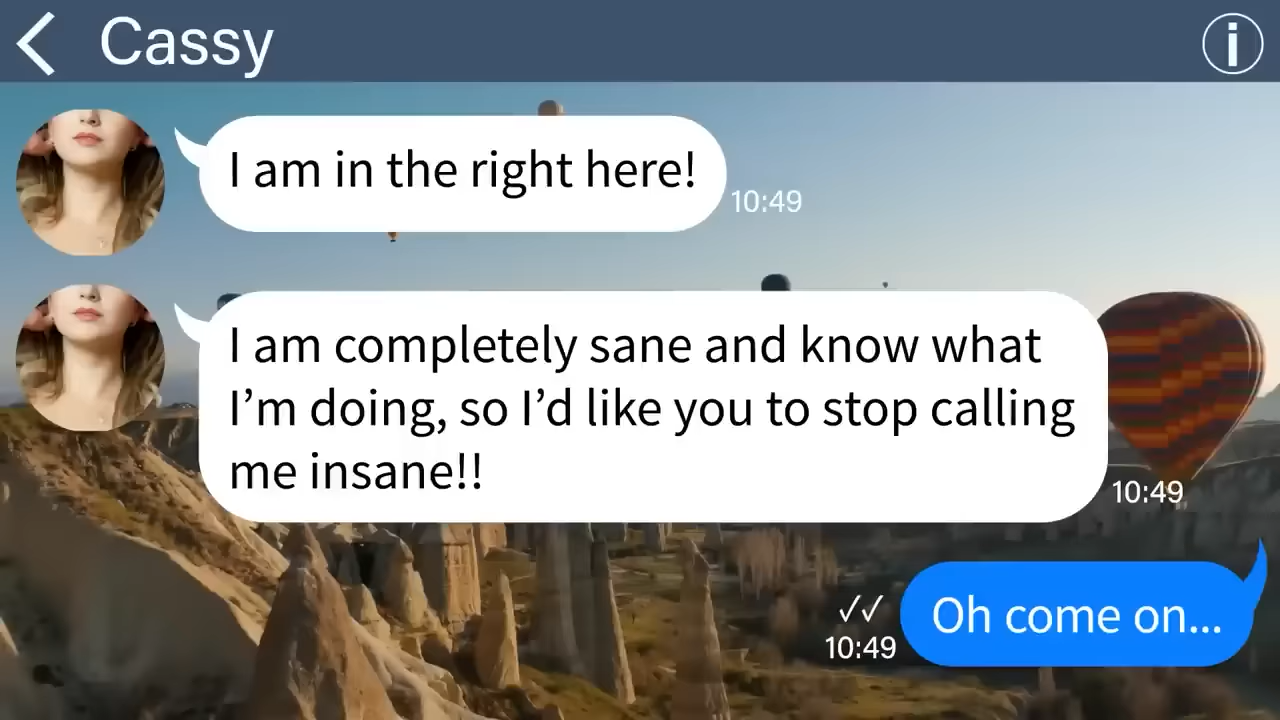 Cassy
I am in the right here!
10:49
I am completely sane and know what
I’m doing, so I’d like you to stop calling
me insane!!
10:49
Oh come on...
10:49